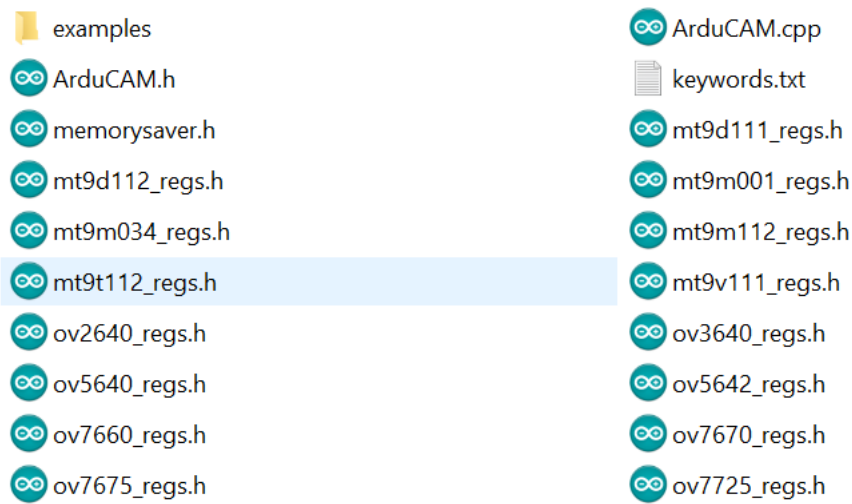 examples
ArduCAM.cpp
ArduCAM.h
keywords.txt
memorysaver.h
mt9d111_regs.h
mt9d112_regs.h
mt9m001_regs.h
mt9m034_regs.h
mt9m112_regs.h
mt9t112_regs.h
mt9v111_regs.h
ov2640_regs.h
ov3640_regs.h
ov5640_regs.h
ov5642_regs.h
ov7660_regs.h
ov7670_regs.h
ov7675_regs.h
ov7725_regs.h